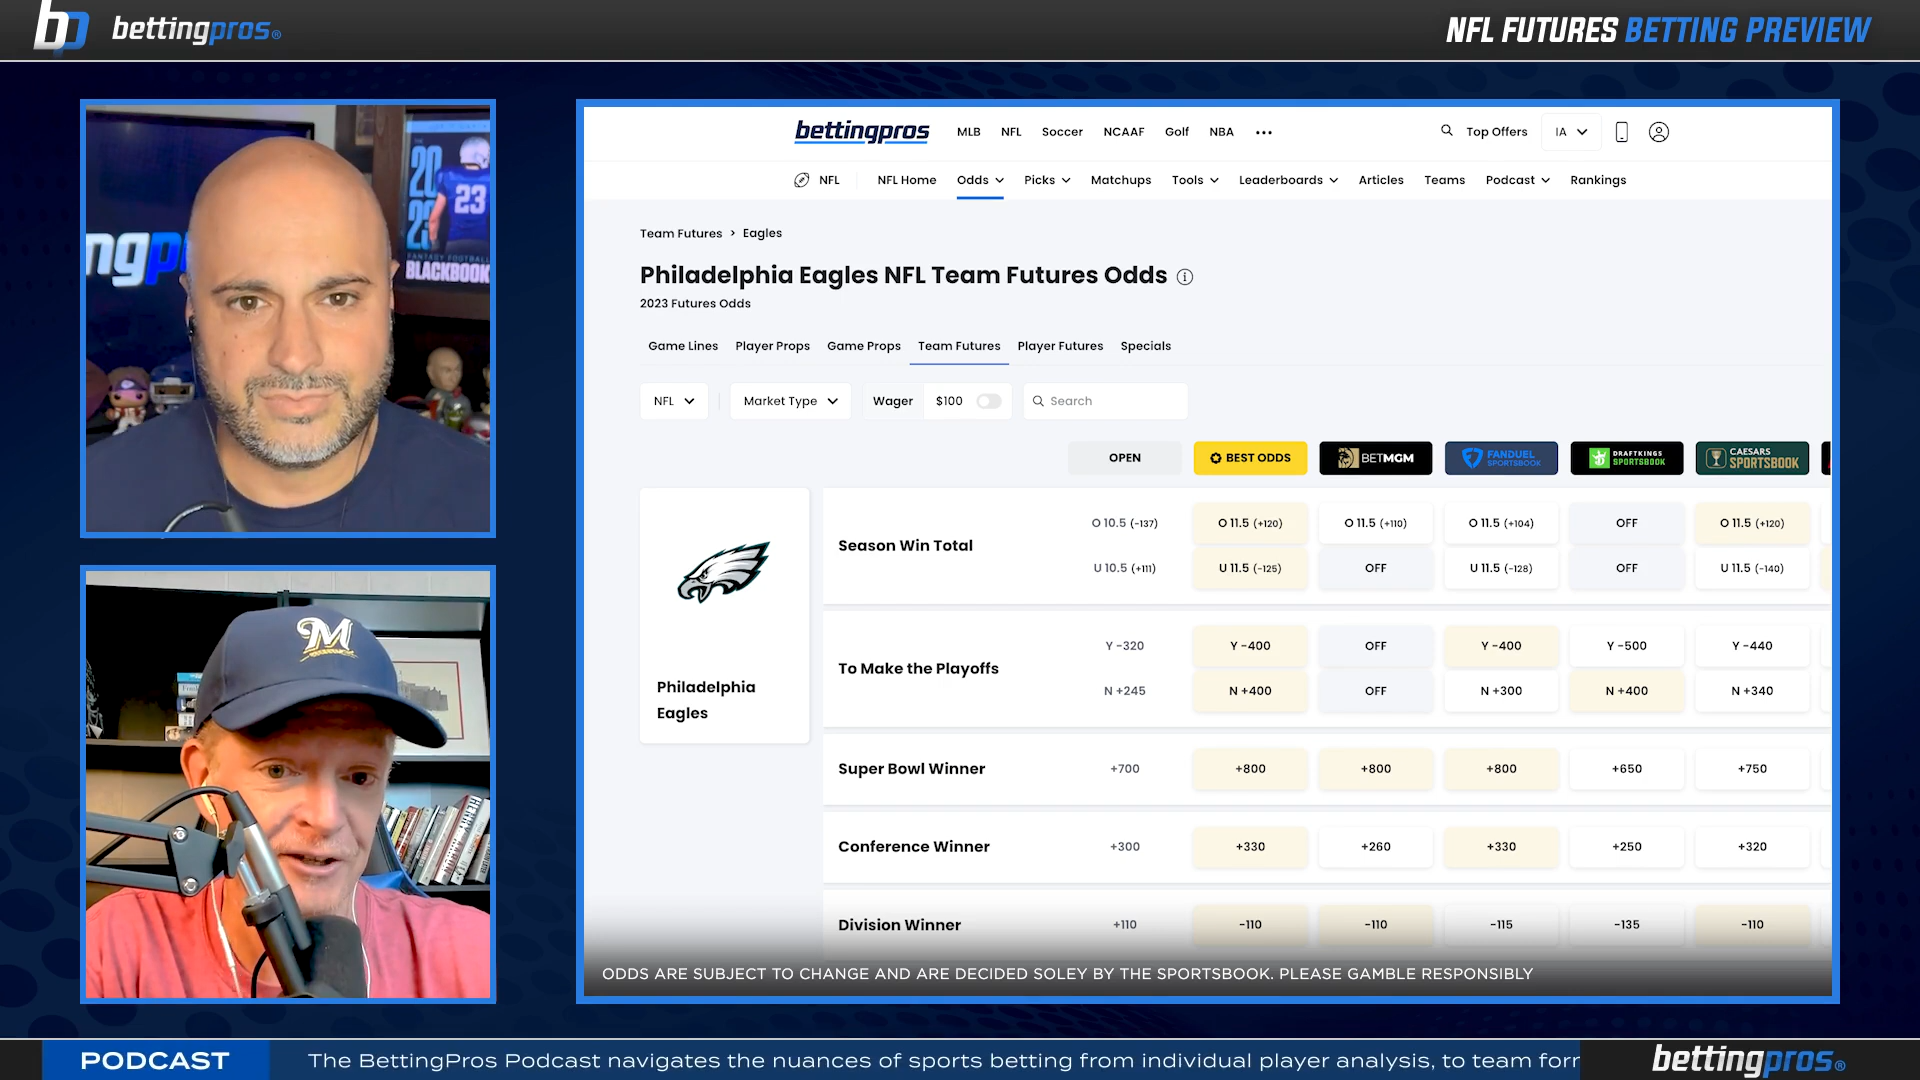 bp bettingpros®
NFL FUTURES BETTING PREVIEW
ngp
20
23
23
FANTASY FOOTBALL
BLACKBOOK
M
bettingpros
MLB NFL Soccer NCAAF Golf NBA •••
Top Offers IA
NFL NFL Home Odds Picks Matchups Tools Leaderboards Articles Teams Podcast Rankings
Team Futures > Eagles
Philadelphia Eagles NFL Team Futures Odds
2023 Futures Odds
Game Lines Player Props Game Props Team Futures Player Futures Specials
NFL Market Type Wager $100 Search
OPEN BEST ODDS BETMGM FANDUEL SPORTSBOOK DRAFTKINGS SPORTSBOOK CAESARS SPORTSBOOK
Philadelphia
Eagles
Season Win Total
O 10.5 (-137) O 11.5 (+120) O 11.5 (+110) O 11.5 (+104) OFF O 11.5 (+120)
U 10.5 (+111) U 11.5 (-125) OFF U 11.5 (-128) OFF U 11.5 (-140)
To Make the Playoffs
Y -320 Y -400 OFF Y -400 Y -500 Y -440
N +245 N +400 OFF N +300 N +400 N +340
Super Bowl Winner +700 +800 +800 +800 +650 +750
Conference Winner +300 +330 +260 +330 +250 +320
Division Winner +110 -110 -110 -115 -135 -110
ODDS ARE SUBJECT TO CHANGE AND ARE DECIDED SOLEY BY THE SPORTSBOOK. PLEASE GAMBLE RESPONSIBLY
PODCAST
The BettingPros Podcast navigates the nuances of sports betting from individual player analysis, to team forr
bettingpros®